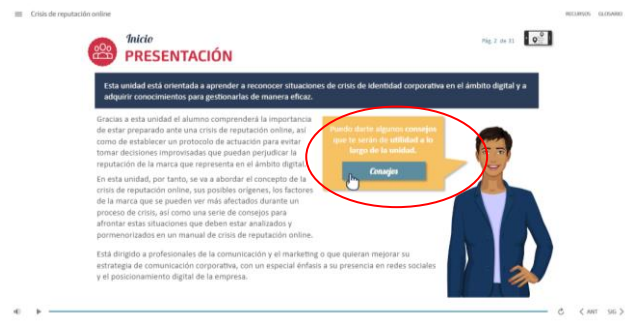 Crisis de reputación online
RECURSOS GLOSARIO
Inicio
PRESENTACIÓN
Pág. 2 de 31
Esta unidad está orientada a aprender a reconocer situaciones de crisis de identidad corporativa en el ámbito digital y a
adquirir conocimientos para gestionarlas de manera eficaz.
Gracias a esta unidad el alumno comprenderá la importancia
de estar preparado ante una crisis de reputación online, así
como de establecer un protocolo de actuación para evitar
tomar decisiones improvisadas que puedan perjudicar la
reputación de la marca que representa en el ámbito digital.
En esta unidad, por tanto, se va a abordar el concepto de la
crisis de reputación online, sus posibles orígenes, los factores
de la marca que se pueden ver más afectados durante un
proceso de crisis, así como una serie de consejos para
afrontar estas situaciones que deben estar analizados y
pormenorizados en un manual de crisis de reputación online.
Puedo darte algunos consejos
que te serán de utilidad a lo
largo de la unidad.
Consejos
Está dirigido a profesionales de la comunicación y el marketing o que quieran mejorar su
estrategia de comunicación corporativa, con un especial énfasis a su presencia en redes sociales
y el posicionamiento digital de la empresa.
ANT SIG